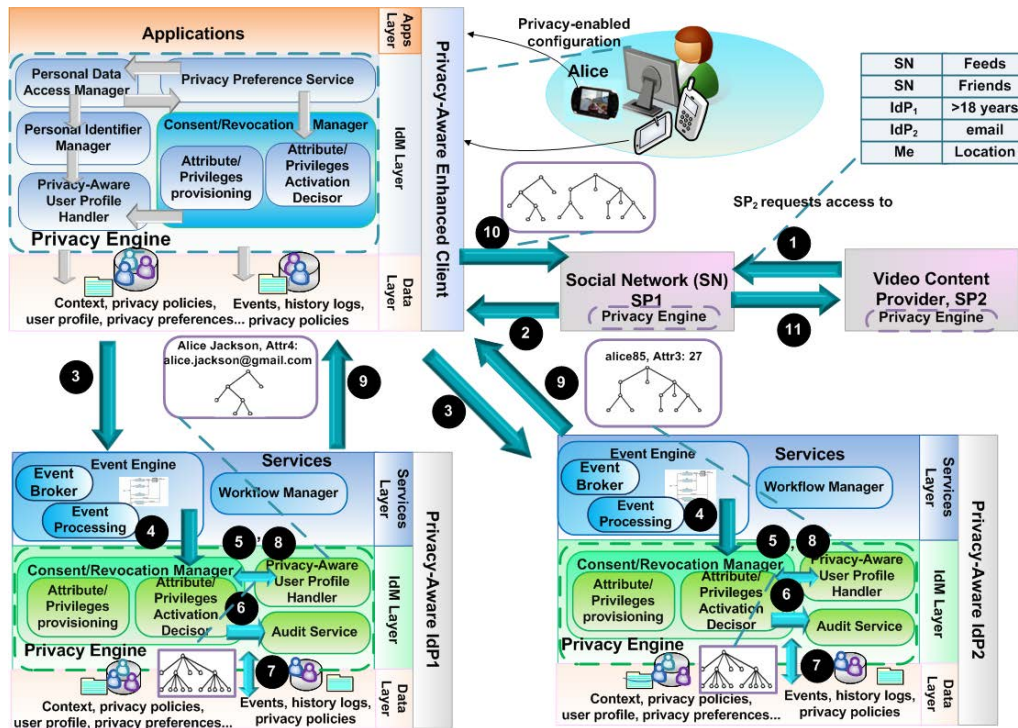 Applications
Apps
Layer
Personal Data
Access Manager
Privacy Preference Service
Personal Identifier
Manager
Consent/Revocation Manager
Attribute/
Privileges
provisioning
Attribute/
Privileges
Activation
Decisor
Privacy-Aware
User Profile
Handler
Privacy Engine
IdM Layer
Context, privacy policies,
user profile, privacy preferences...
Events, history logs,
privacy policies
Data
Layer
Privacy-Aware Enhanced Client
Privacy-enabled
configuration
Alice
SN Feeds
SN Friends
IdP1 >18 years
IdP2 email
Me Location
SP2 requests access to
10
1
Social Network (SN)
SP1
Privacy Engine
Video Content
Provider, SP2
Privacy Engine
2
11
3
Alice Jackson, Attr4:
alice.jackson@gmail.com
9
3
9
alice85, Attr3: 27
Event Engine
Services
Event
Broker
Event
Processing
Workflow Manager
4
Services
Layer
5, 8
Consent/Revocation Manager
Attribute/
Privileges
provisioning
Attribute/
Privileges
Activation
Decisor
Privacy-Aware
User Profile
Handler
6
Audit Service
Privacy Engine
IdM Layer
7
Context, privacy policies,
user profile, privacy preferences...
Events, history logs,
privacy policies
Data
Layer
Privacy-Aware IdP1
Event Engine
Services
Event
Broker
Event
Processing
Workflow Manager
4
Services
Layer
5, 8
Consent/Revocation Manager
Attribute/
Privileges
provisioning
Attribute/
Privileges
Activation
Decisor
Privacy-Aware
User Profile
Handler
6
Audit Service
Privacy Engine
IdM Layer
7
Context, privacy policies,
user profile, privacy preferences...
Events, history logs,
privacy policies
Data
Layer
Privacy-Aware IdP2